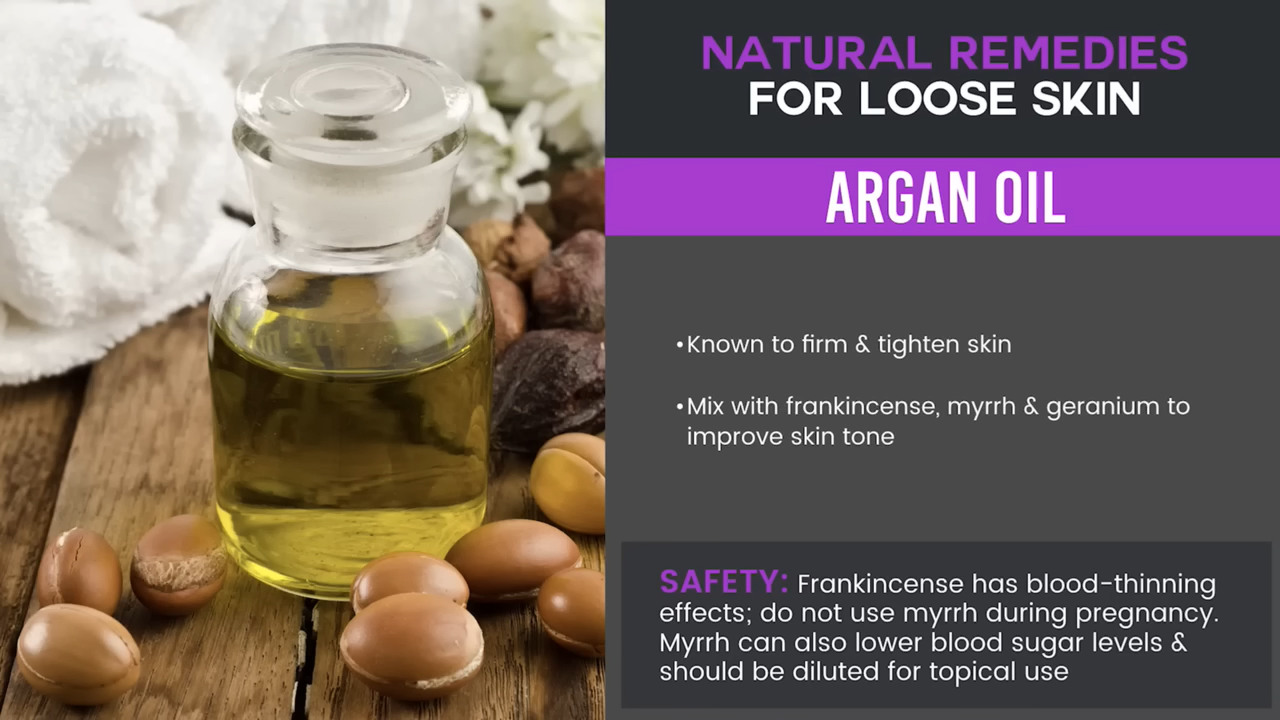 NATURAL REMEDIES
FOR LOOSE SKIN
ARGAN OIL
•Known to firm & tighten skin
•Mix with frankincense, myrrh & geranium to
improve skin tone
SAFETY: Frankincense has blood-thinning
effects; do not use myrrh during pregnancy.
Myrrh can also lower blood sugar levels &
should be diluted for topical use